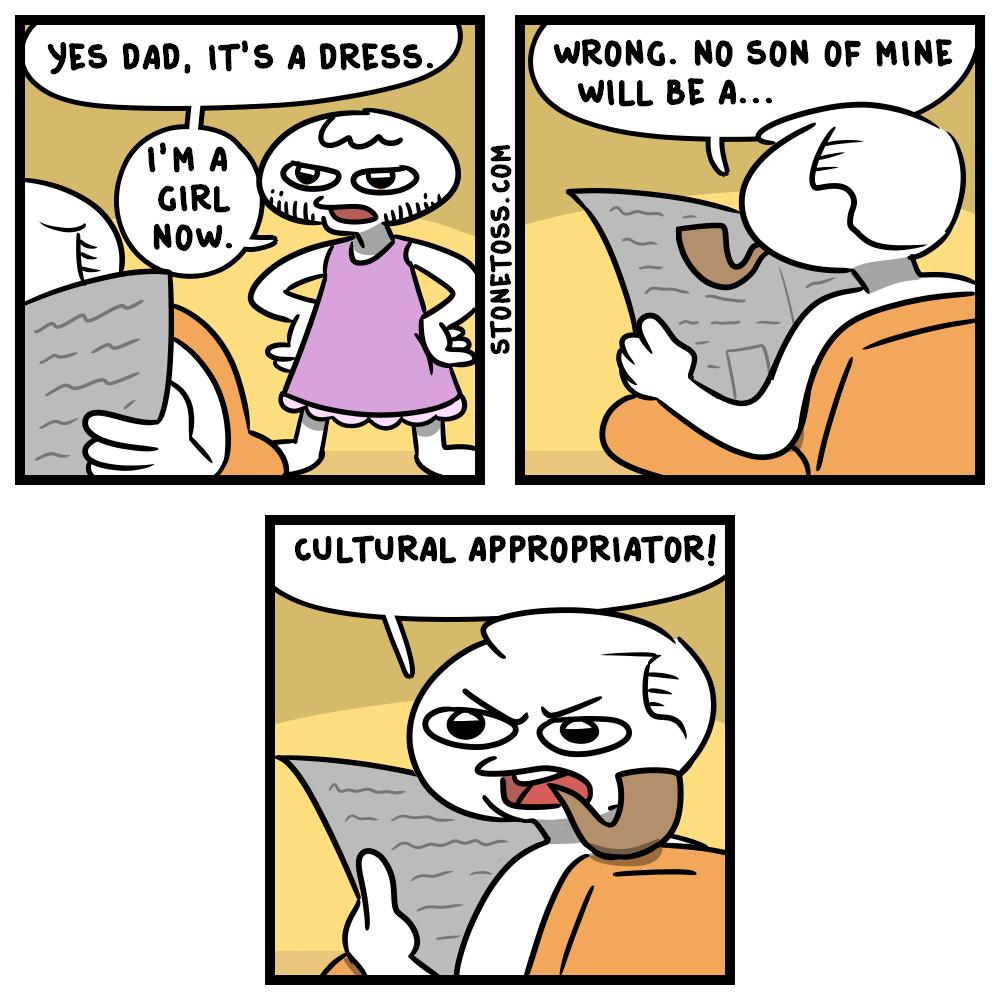 YES DAD, IT'S A DRESS.
I'M A
GIRL
NOW.
STONETOSS.COM
WRONG. NO SON OF MINE
WILL BE A...
CULTURAL APPROPRIATOR!